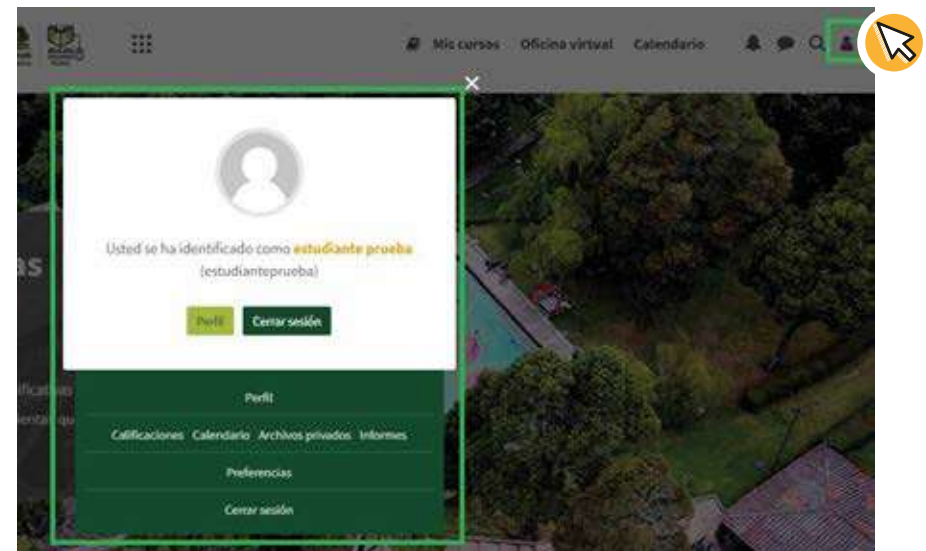 Mis cursos Oficina virtual Calendario
as
Usted se ha identificado como estudiante prueba
(estudianteprueba)
Perfil Cerrar sesión
Perfil
Calificaciones Calendario Archivos privados Informes
Preferencias
Cerrar sesión